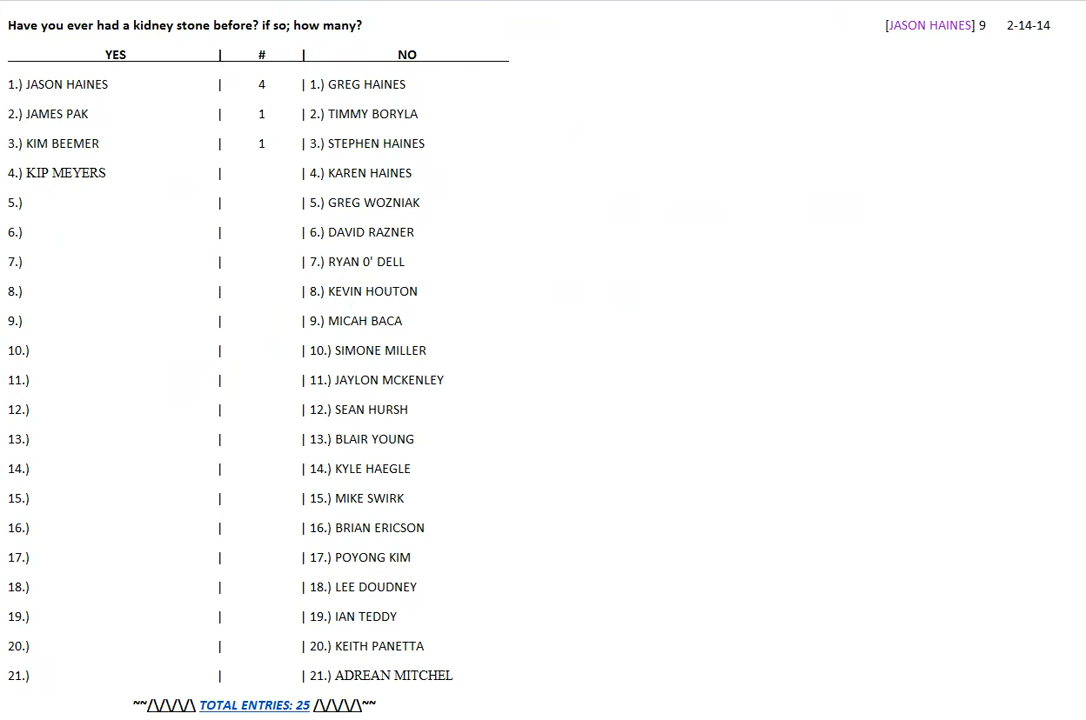 Have you ever had a kidney stone before? if so; how many? [JASON HAINES] 9 2-14-14
YES | # | NO
1.) JASON HAINES | 4 | 1.) GREG HAINES
2.) JAMES PAK | 1 | 2.) TIMMY BORYLA
3.) KIM BEEMER | 1 | 3.) STEPHEN HAINES
4.) KIP MEYERS | | 4.) KAREN HAINES
5.) | | 5.) GREG WOZNIAK
6.) | | 6.) DAVID RAZNER
7.) | | 7.) RYAN 0' DELL
8.) | | 8.) KEVIN HOUTON
9.) | | 9.) MICAH BACA
10.) | | 10.) SIMONE MILLER
11.) | | 11.) JAYLON MCKENLEY
12.) | | 12.) SEAN HURSH
13.) | | 13.) BLAIR YOUNG
14.) | | 14.) KYLE HAEGLE
15.) | | 15.) MIKE SWIRK
16.) | | 16.) BRIAN ERICSON
17.) | | 17.) POYONG KIM
18.) | | 18.) LEE DOUDNEY
19.) | | 19.) IAN TEDDY
20.) | | 20.) KEITH PANETTA
21.) | | 21.) ADREAN MITCHEL
~~/\/\/\/\ TOTAL ENTRIES: 25 /\/\/\/\~~